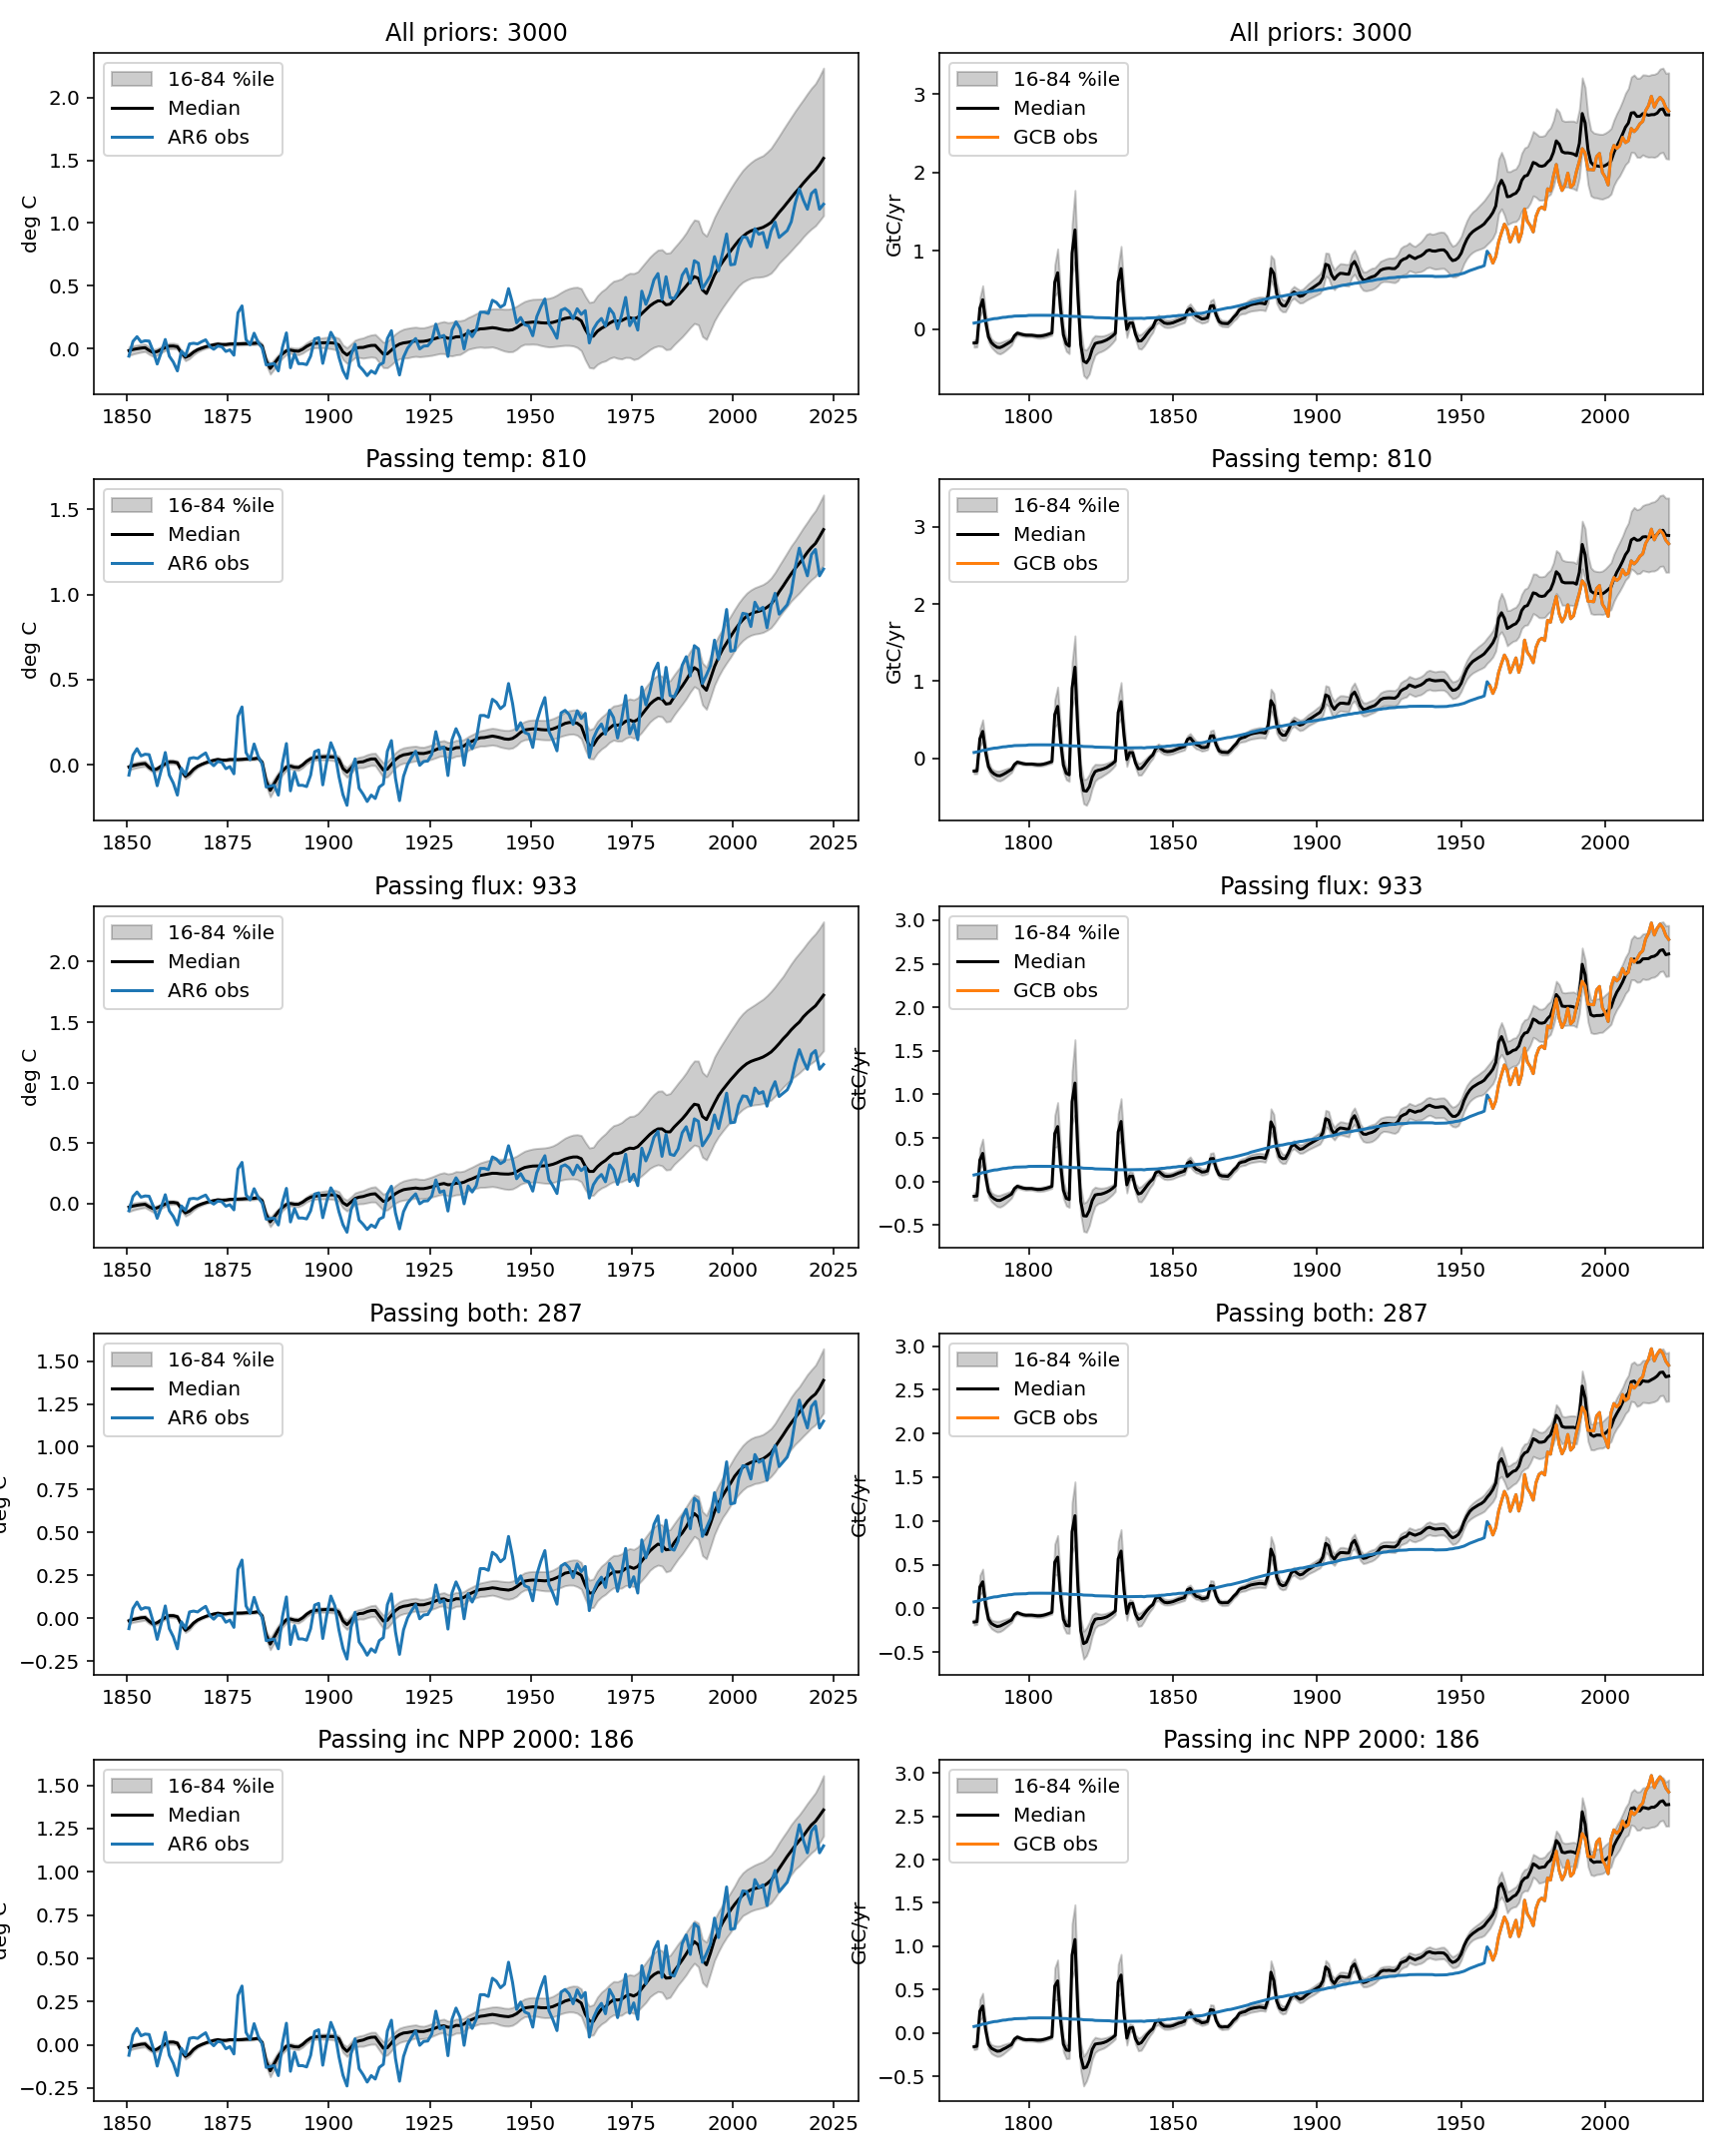 All priors: 3000
2.0
1.5
1.0
0.5
0.0
deg C
16-84 %ile
Median
AR6 obs
1850 1875 1900 1925 1950 1975 2000 2025
All priors: 3000
3
2
1
0
GtC/yr
16-84 %ile
Median
GCB obs
1800 1850 1900 1950 2000
Passing temp: 810
1.5
1.0
0.5
0.0
deg C
16-84 %ile
Median
AR6 obs
1850 1875 1900 1925 1950 1975 2000 2025
Passing temp: 810
3
2
1
0
GtC/yr
16-84 %ile
Median
GCB obs
1800 1850 1900 1950 2000
Passing flux: 933
2.0
1.5
1.0
0.5
0.0
deg C
16-84 %ile
Median
AR6 obs
1850 1875 1900 1925 1950 1975 2000 2025
Passing flux: 933
3.0
2.5
2.0
1.5
1.0
0.5
0.0
−0.5
GtC/yr
16-84 %ile
Median
GCB obs
1800 1850 1900 1950 2000
Passing both: 287
1.50
1.25
1.00
0.75
0.50
0.25
0.00
−0.25
deg C
16-84 %ile
Median
AR6 obs
1850 1875 1900 1925 1950 1975 2000 2025
Passing both: 287
3.0
2.5
2.0
1.5
1.0
0.5
0.0
−0.5
GtC/yr
16-84 %ile
Median
GCB obs
1800 1850 1900 1950 2000
Passing inc NPP 2000: 186
1.50
1.25
1.00
0.75
0.50
0.25
0.00
−0.25
deg C
16-84 %ile
Median
AR6 obs
1850 1875 1900 1925 1950 1975 2000 2025
Passing inc NPP 2000: 186
3.0
2.5
2.0
1.5
1.0
0.5
0.0
−0.5
GtC/yr
16-84 %ile
Median
GCB obs
1800 1850 1900 1950 2000